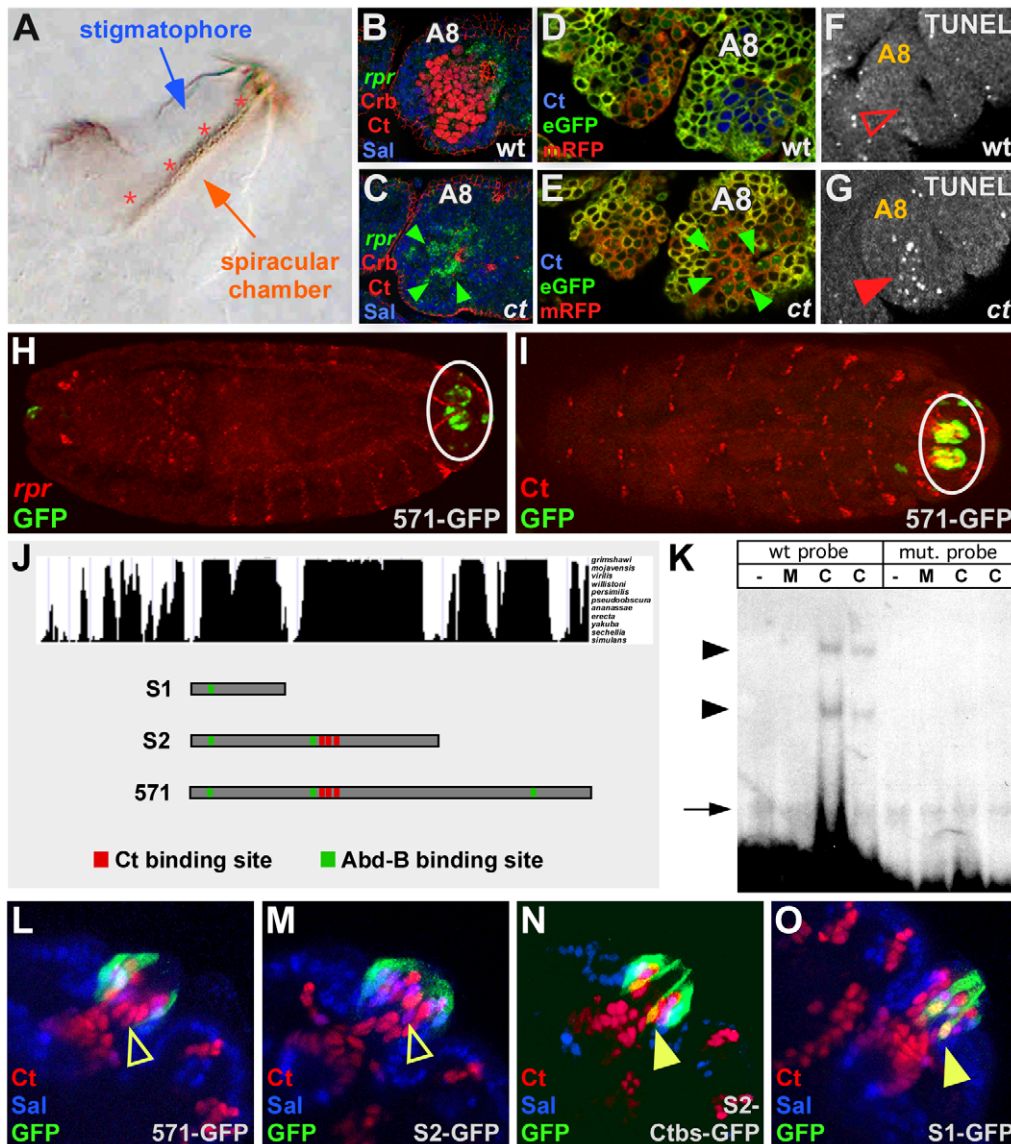 A
stigmatophore
*
*
*
*
spiracular
chamber
B
A8
rpr
Crb
Ct
Sal
wt
C
A8
rpr
Crb
Ct
Sal
ct
D
A8
Ct
eGFP
mRFP
wt
E
A8
Ct
eGFP
mRFP
ct
F
TUNEL
A8
wt
G
TUNEL
A8
ct
H
rpr
GFP
571-GFP
I
Ct
GFP
571-GFP
J
grimshawi
mojavensis
virilis
willistoni
persimilis
pseudoobscura
ananassae
erecta
yakuba
sechellia
simulans
S1
S2
571
Ct binding site
Abd-B binding site
K
wt probe
mut. probe
- M C C - M C C
L
Ct
Sal
GFP
571-GFP
M
Ct
Sal
GFP
S2-GFP
N
Ct
Sal
GFP
S2-
Ctbs-GFP
O
Ct
Sal
GFP
S1-GFP